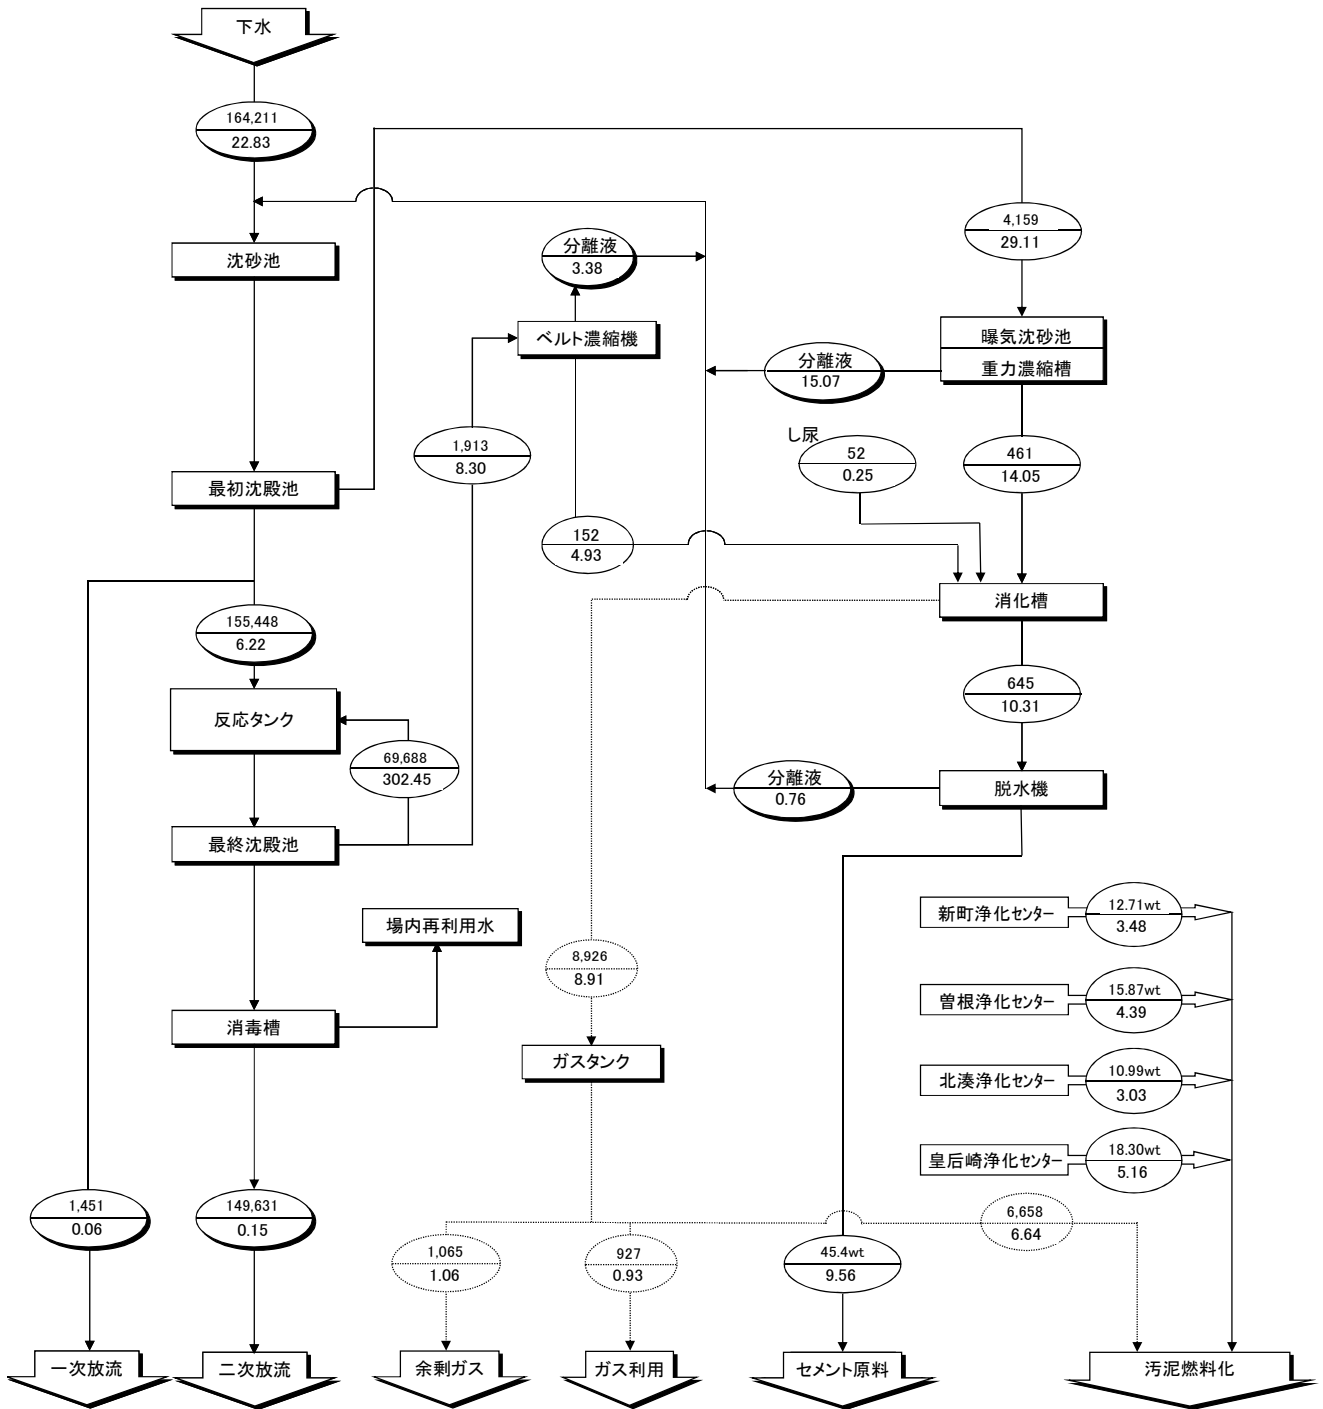 下水
164,211
22.83
4,159
29.11
沈砂池
分離液
3.38
ベルト濃縮機
曝気沈砂池
重力濃縮槽
分離液
15.07
し尿
1,913
8.30
52
0.25
461
14.05
最初沈殿池
152
4.93
消化槽
155,448
6.22
645
10.31
反応タンク
69,688
302.45
分離液
0.76
脱水機
最終沈殿池
場内再利用水
新町浄化センター
12.71wt
3.48
8,926
8.91
曽根浄化センター
15.87wt
4.39
消毒槽
ガスタンク
北湊浄化センター
10.99wt
3.03
皇后崎浄化センター
18.30wt
5.16
1,451
0.06
149,631
0.15
6,658
6.64
1,065
1.06
927
0.93
45.4wt
9.56
一次放流
二次放流
余剰ガス
ガス利用
セメント原料
汚泥燃料化